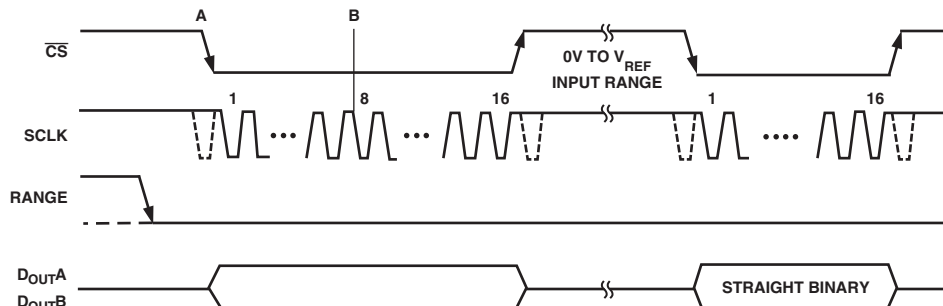 A B
CS
0V TO VREF
INPUT RANGE
1 8 16 1 16
SCLK
RANGE
DOUTA STRAIGHT BINARY
DOUTB